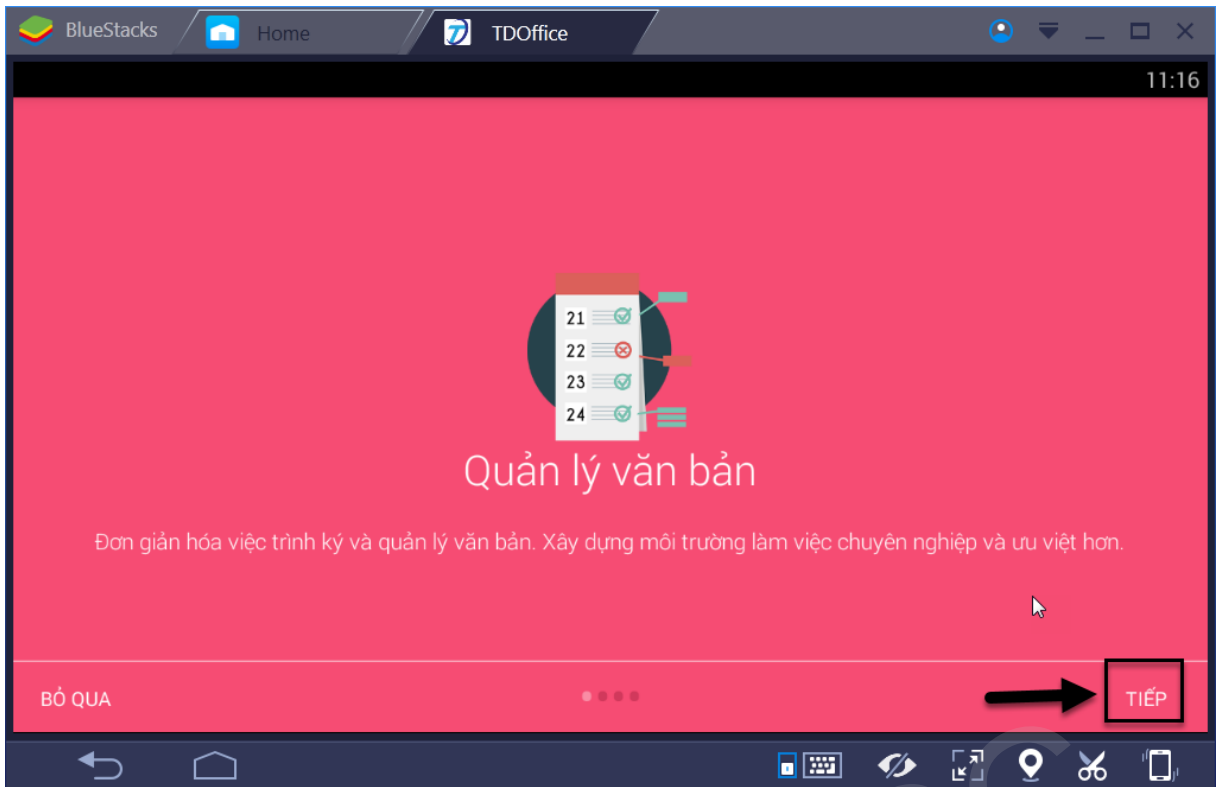 BlueStacks Home TDOffice
11:16
21
22
23
24
Quản lý văn bản
Đơn giản hóa việc trình ký và quản lý văn bản. Xây dựng môi trường làm việc chuyên nghiệp và ưu việt hơn.
BỎ QUA TIẾP